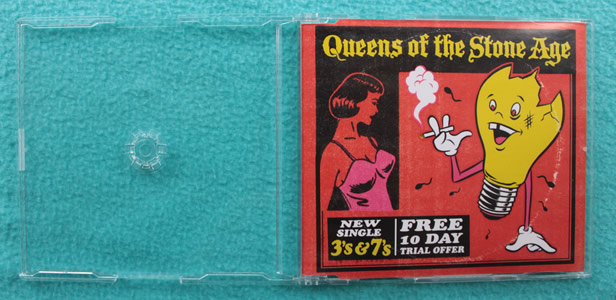 Queens of the Stone Age
NEW
SINGLE
3's & 7's
FREE
10 DAY
TRIAL OFFER